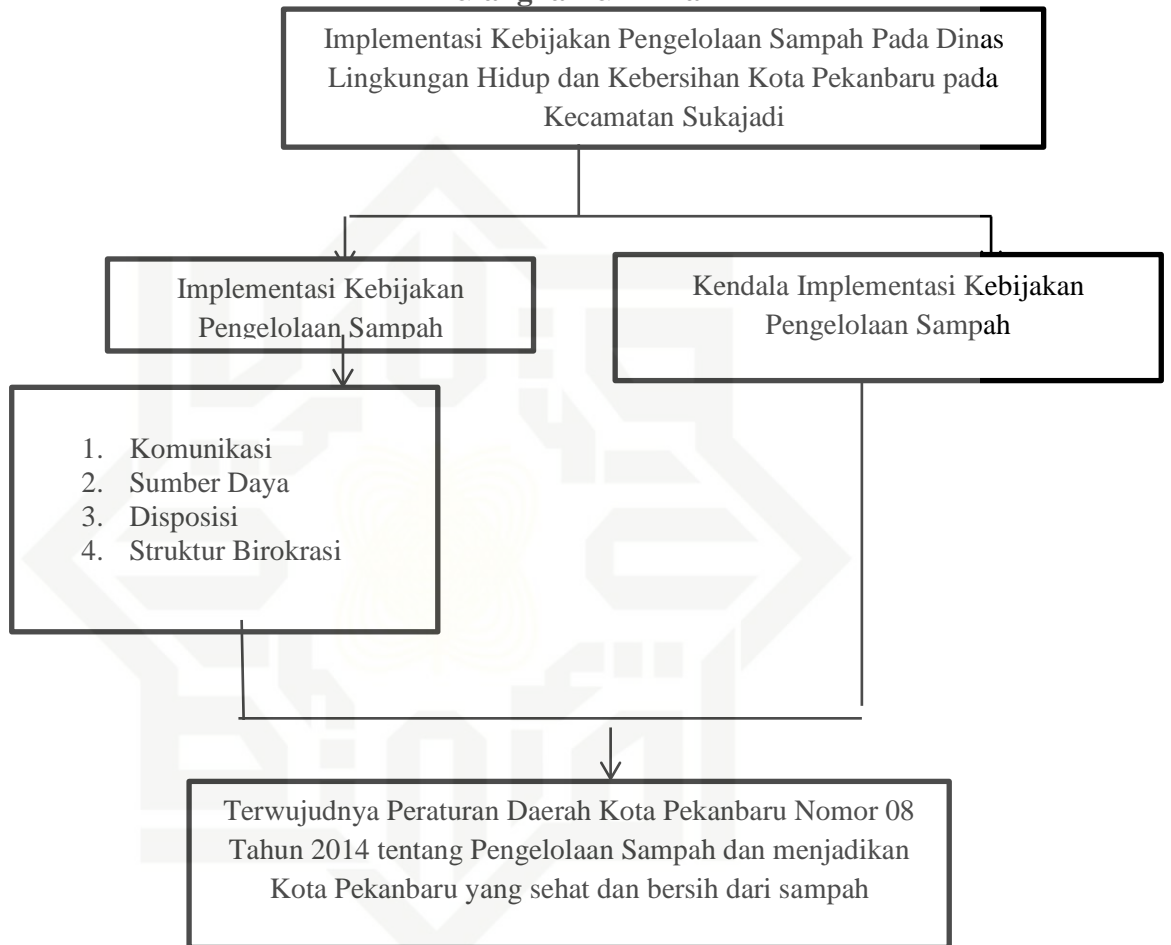 Implementasi Kebijakan Pengelolaan Sampah Pada Dinas
Lingkungan Hidup dan Kebersihan Kota Pekanbaru pada
Kecamatan Sukajadi
Implementasi Kebijakan
Pengelolaan Sampah
Kendala Implementasi Kebijakan
Pengelolaan Sampah
1. Komunikasi
2. Sumber Daya
3. Disposisi
4. Struktur Birokrasi
Terwujudnya Peraturan Daerah Kota Pekanbaru Nomor 08
Tahun 2014 tentang Pengelolaan Sampah dan menjadikan
Kota Pekanbaru yang sehat dan bersih dari sampah